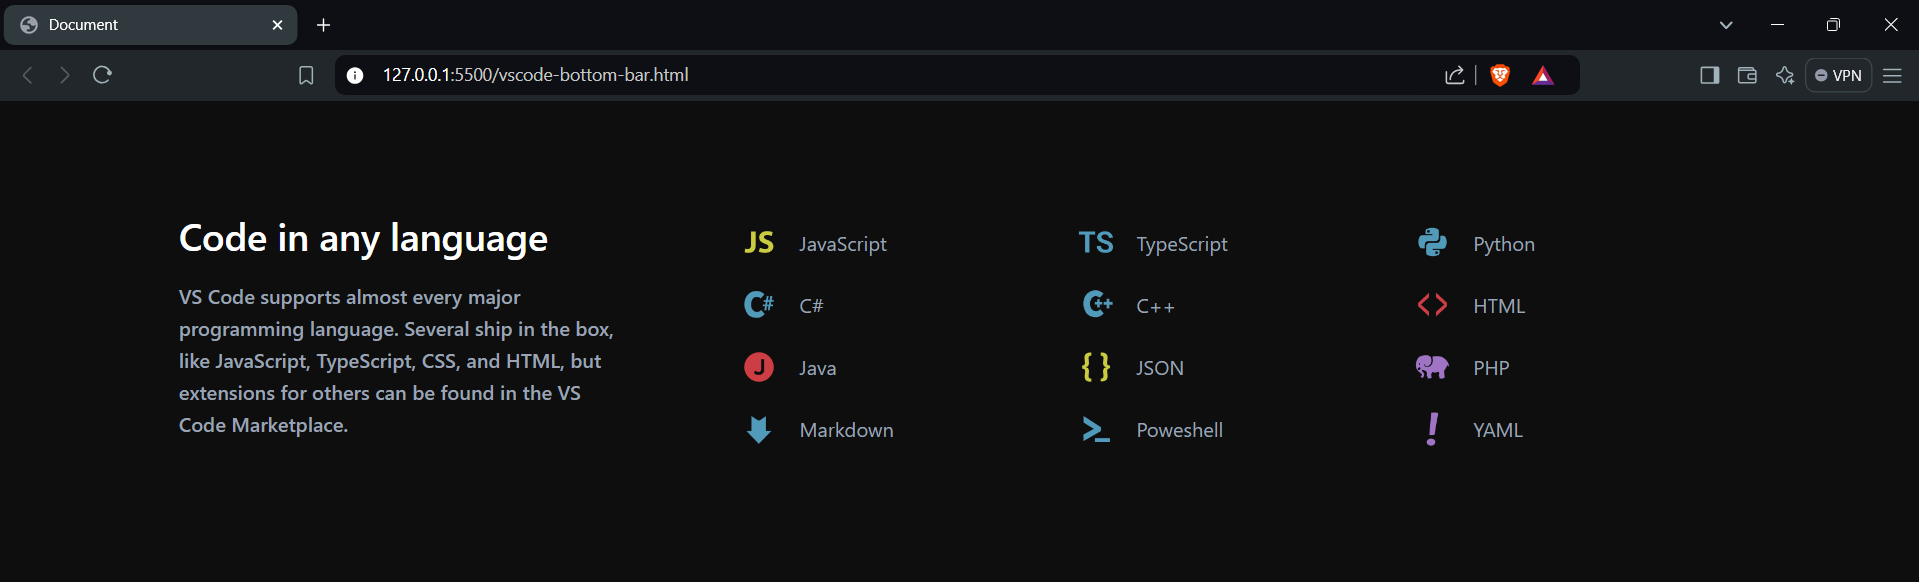 Document
127.0.0.1:5500/vscode-bottom-bar.html
VPN
Code in any language
VS Code supports almost every major
programming language. Several ship in the box,
like JavaScript, TypeScript, CSS, and HTML, but
extensions for others can be found in the VS
Code Marketplace.
JS JavaScript
TS TypeScript
Python
C# C#
C++ C++
<> HTML
J Java
{} JSON
PHP
Markdown
>_ Poweshell
! YAML